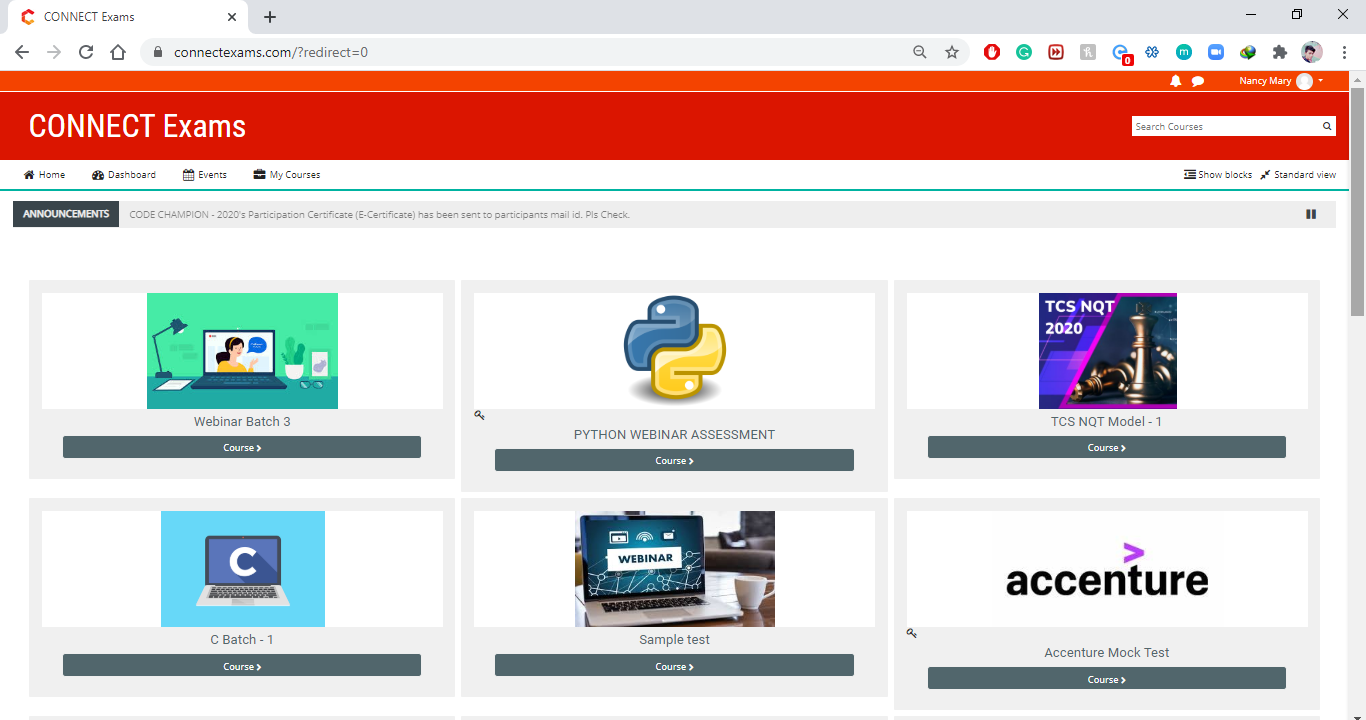 CONNECT Exams
connectexams.com/?redirect=0
0
Nancy Mary
CONNECT Exams
Search Courses
Home
Dashboard
Events
My Courses
Show blocks
Standard view
ANNOUNCEMENTS
CODE CHAMPION - 2020's Participation Certificate (E-Certificate) has been sent to participants mail id. Pls Check.
TCS NQT
2020
Webinar Batch 3
Course
PYTHON WEBINAR ASSESSMENT
Course
TCS NQT Model - 1
Course
C
WEBINAR
accenture
C Batch - 1
Course
Sample test
Course
Accenture Mock Test
Course